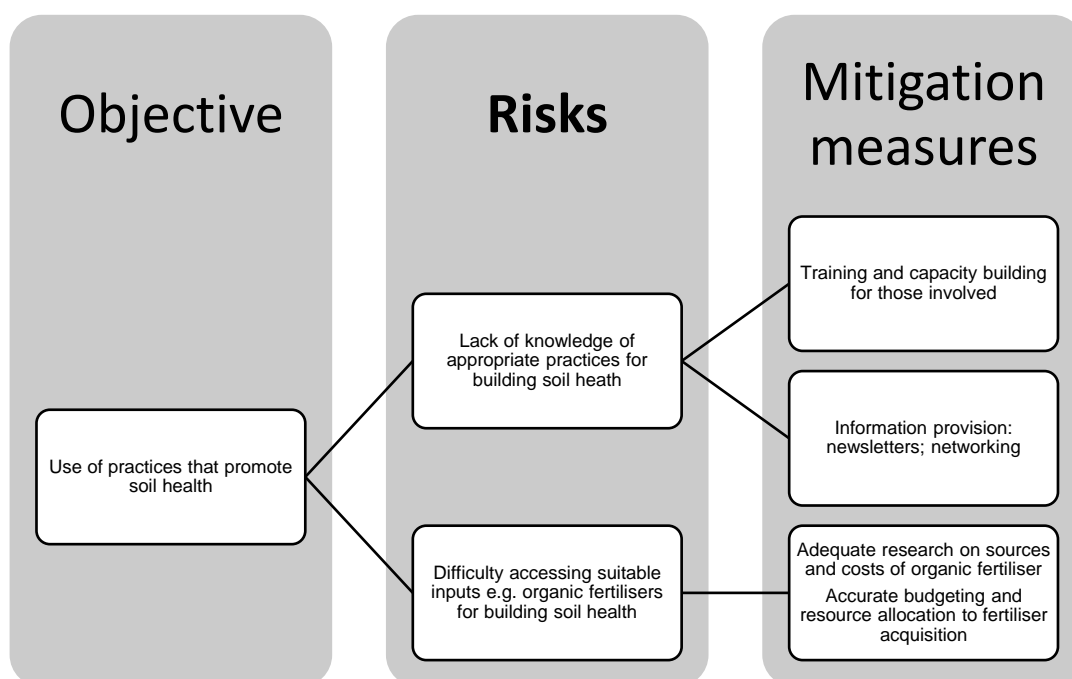 Objective
Risks
Mitigation
measures
Use of practices that promote
soil health
Lack of knowledge of
appropriate practices for
building soil heath
Difficulty accessing suitable
inputs e.g. organic fertilisers
for building soil health
Training and capacity building
for those involved
Information provision:
newsletters; networking
Adequate research on sources
and costs of organic fertiliser
Accurate budgeting and
resource allocation to fertiliser
acquisition